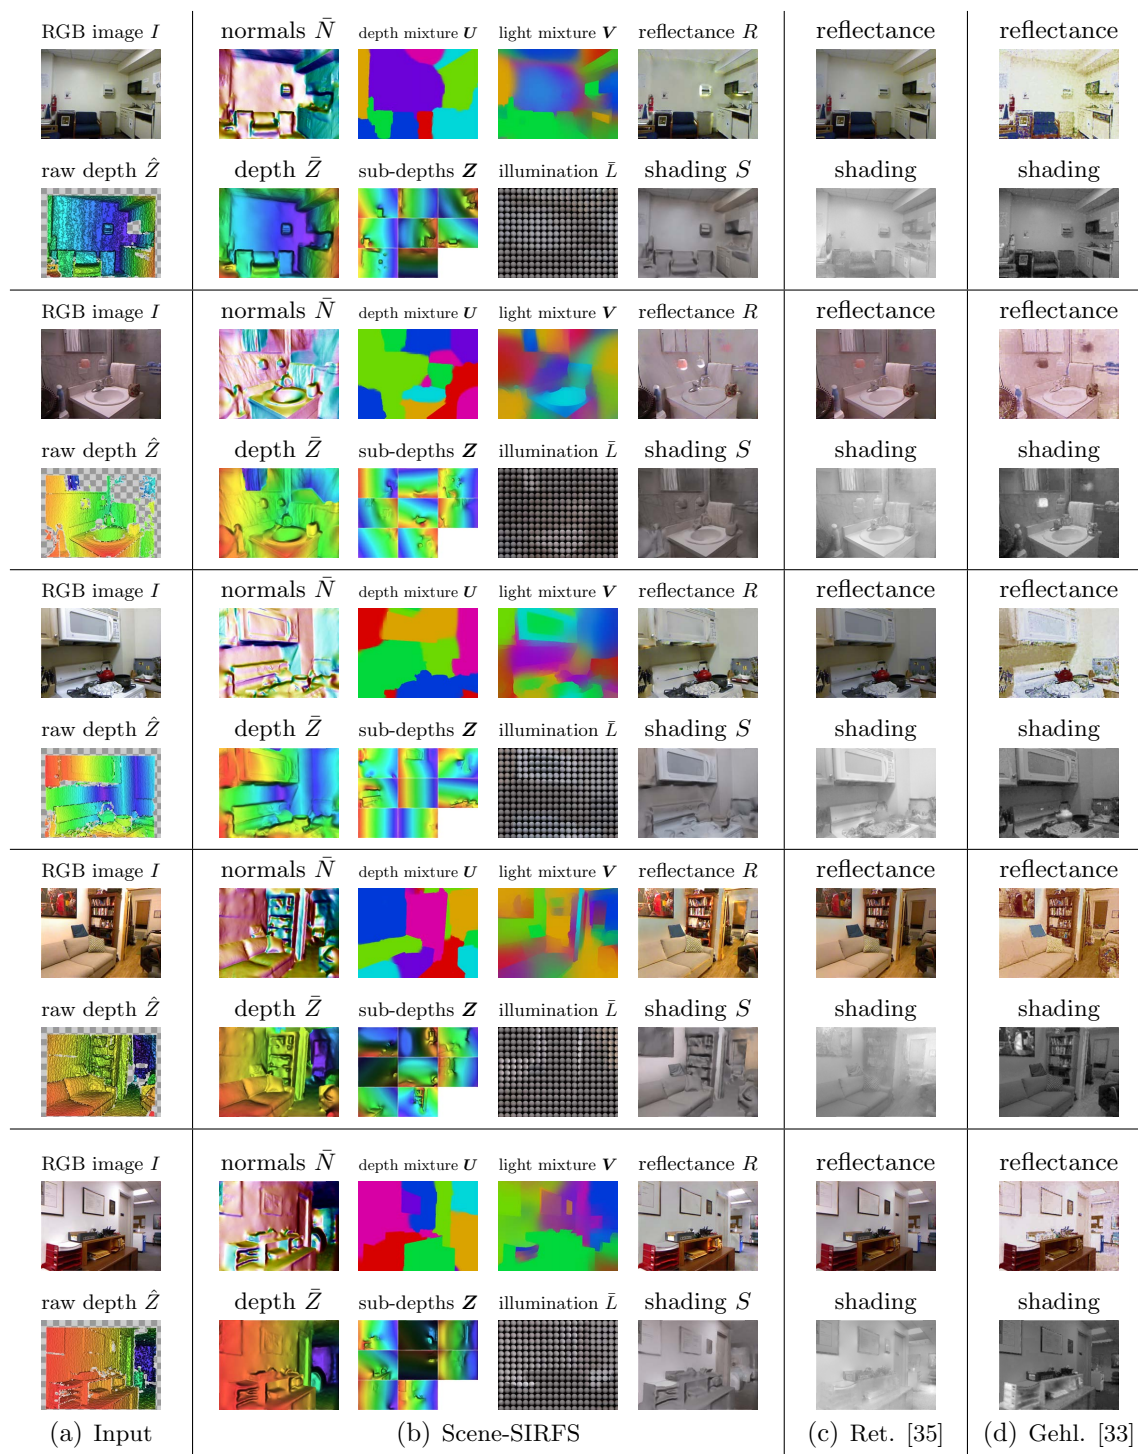 RGB image I normals N̄ depth mixture U light mixture V reflectance R reflectance reflectance
raw depth Ẑ depth Z̄ sub-depths Z illumination L̄ shading S shading shading
RGB image I normals N̄ depth mixture U light mixture V reflectance R reflectance reflectance
raw depth Ẑ depth Z̄ sub-depths Z illumination L̄ shading S shading shading
RGB image I normals N̄ depth mixture U light mixture V reflectance R reflectance reflectance
raw depth Ẑ depth Z̄ sub-depths Z illumination L̄ shading S shading shading
RGB image I normals N̄ depth mixture U light mixture V reflectance R reflectance reflectance
raw depth Ẑ depth Z̄ sub-depths Z illumination L̄ shading S shading shading
RGB image I normals N̄ depth mixture U light mixture V reflectance R reflectance reflectance
raw depth Ẑ depth Z̄ sub-depths Z illumination L̄ shading S shading shading
(a) Input (b) Scene-SIRFS (c) Ret. [35] (d) Gehl. [33]